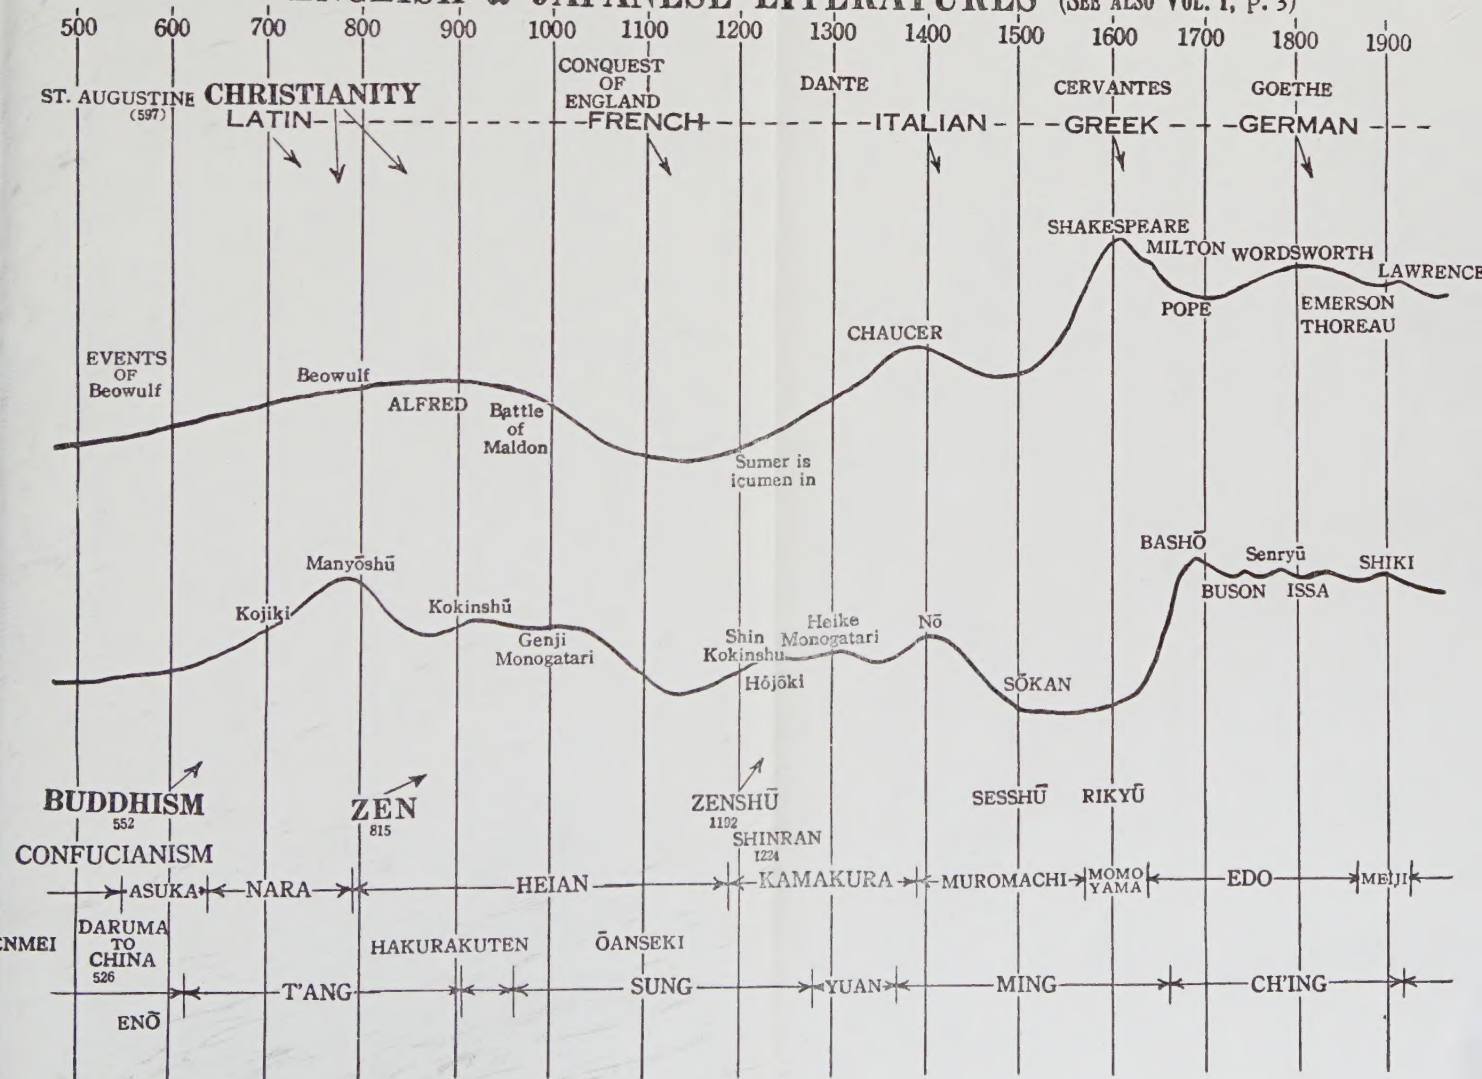 ENGLISH & JAPANESE LITERATURES (SEE ALSO VOL. I, P. 3)
500 600 700 800 900 1000 1100 1200 1300 1400 1500 1600 1700 1800 1900
ST. AUGUSTINE
(597)
CHRISTIANITY
CONQUEST
OF
ENGLAND
DANTE
CERVANTES
GOETHE
LATIN
FRENCH
ITALIAN
GREEK
GERMAN
SHAKESPEARE
MILTON
WORDSWORTH
LAWRENCE
POPE
EMERSON
THOREAU
CHAUCER
EVENTS
OF
Beowulf
Beowulf
ALFRED
Battle
of
Maldon
Sumer is
icumen in
BASHŌ
Senryū
SHIKI
BUSON
ISSA
Manyōshū
Kojiki
Kokinshū
Genji
Monogatari
Shin
Kokinshu
Hōjōki
Heike
Monogatari
Nō
SŌKAN
BUDDHISM
552
ZEN
815
ZENSHŪ
1192
SHINRAN
1224
SESSHŪ
RIKYŪ
CONFUCIANISM
ASUKA
NARA
HEIAN
KAMAKURA
MUROMACHI
MOMO
YAMA
EDO
MEIJI
ENMEI
DARUMA
TO
CHINA
526
HAKURAKUTEN
ŌANSEKI
T'ANG
SUNG
YUAN
MING
CH'ING
ENŌ